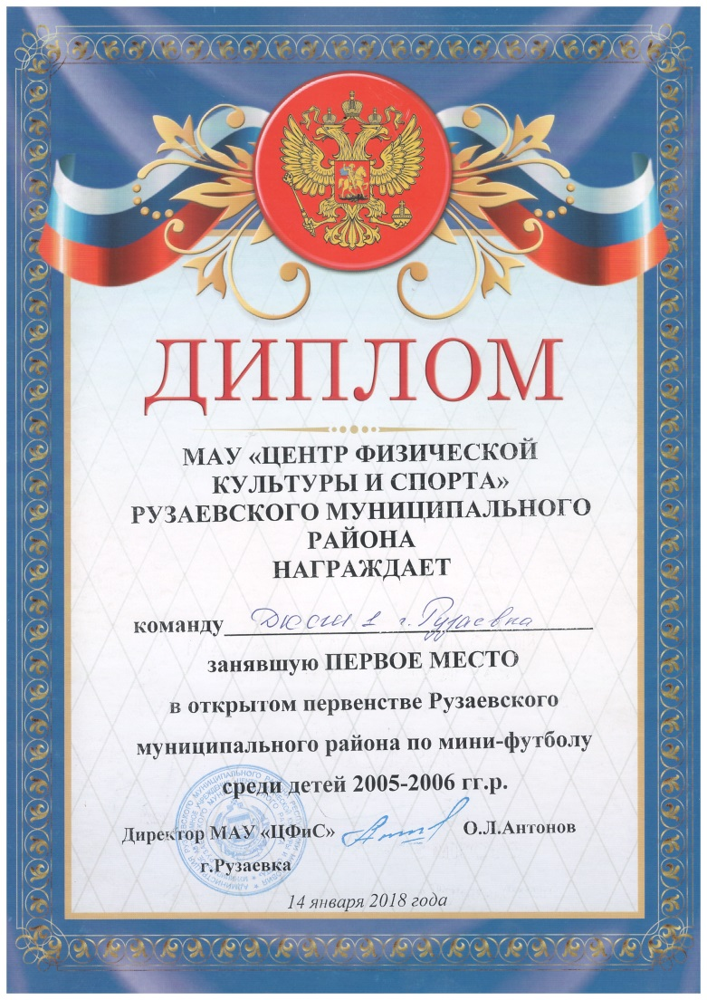 ДИПЛОМ
МАУ «ЦЕНТР ФИЗИЧЕСКОЙ
КУЛЬТУРЫ И СПОРТА»
РУЗАЕВСКОГО МУНИЦИПАЛЬНОГО
РАЙОНА
НАГРАЖДАЕТ
команду Дюсш 1 г. Рузаевка
занявшую ПЕРВОЕ МЕСТО
в открытом первенстве Рузаевского
муниципального района по мини-футболу
среди детей 2005-2006 гг.р.
Директор МАУ «ЦФиС» О.Л.Антонов
г.Рузаевка
14 января 2018 года